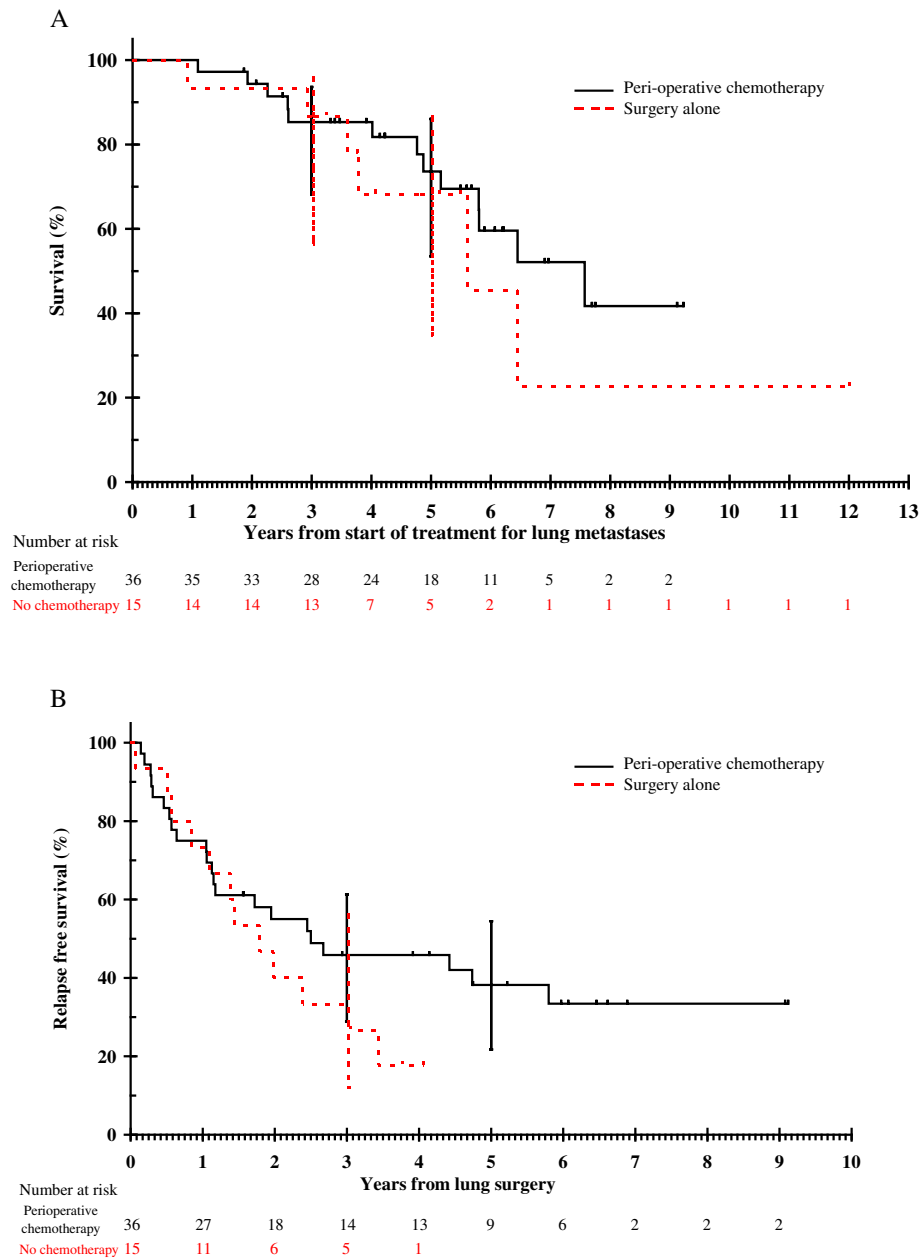 A
100
80
60
40
20
0
Survival (%)
Peri-operative chemotherapy
Surgery alone
0 1 2 3 4 5 6 7 8 9 10 11 12 13
Years from start of treatment for lung metastases
Number at risk
Perioperative
chemotherapy 36 35 33 28 24 18 11 5 2 2
No chemotherapy 15 14 14 13 7 5 2 1 1 1 1 1 1
B
100
80
60
40
20
0
Relapse free survival (%)
Peri-operative chemotherapy
Surgery alone
0 1 2 3 4 5 6 7 8 9 10
Years from lung surgery
Number at risk
Perioperative
chemotherapy 36 27 18 14 13 9 6 2 2 2
No chemotherapy 15 11 6 5 1